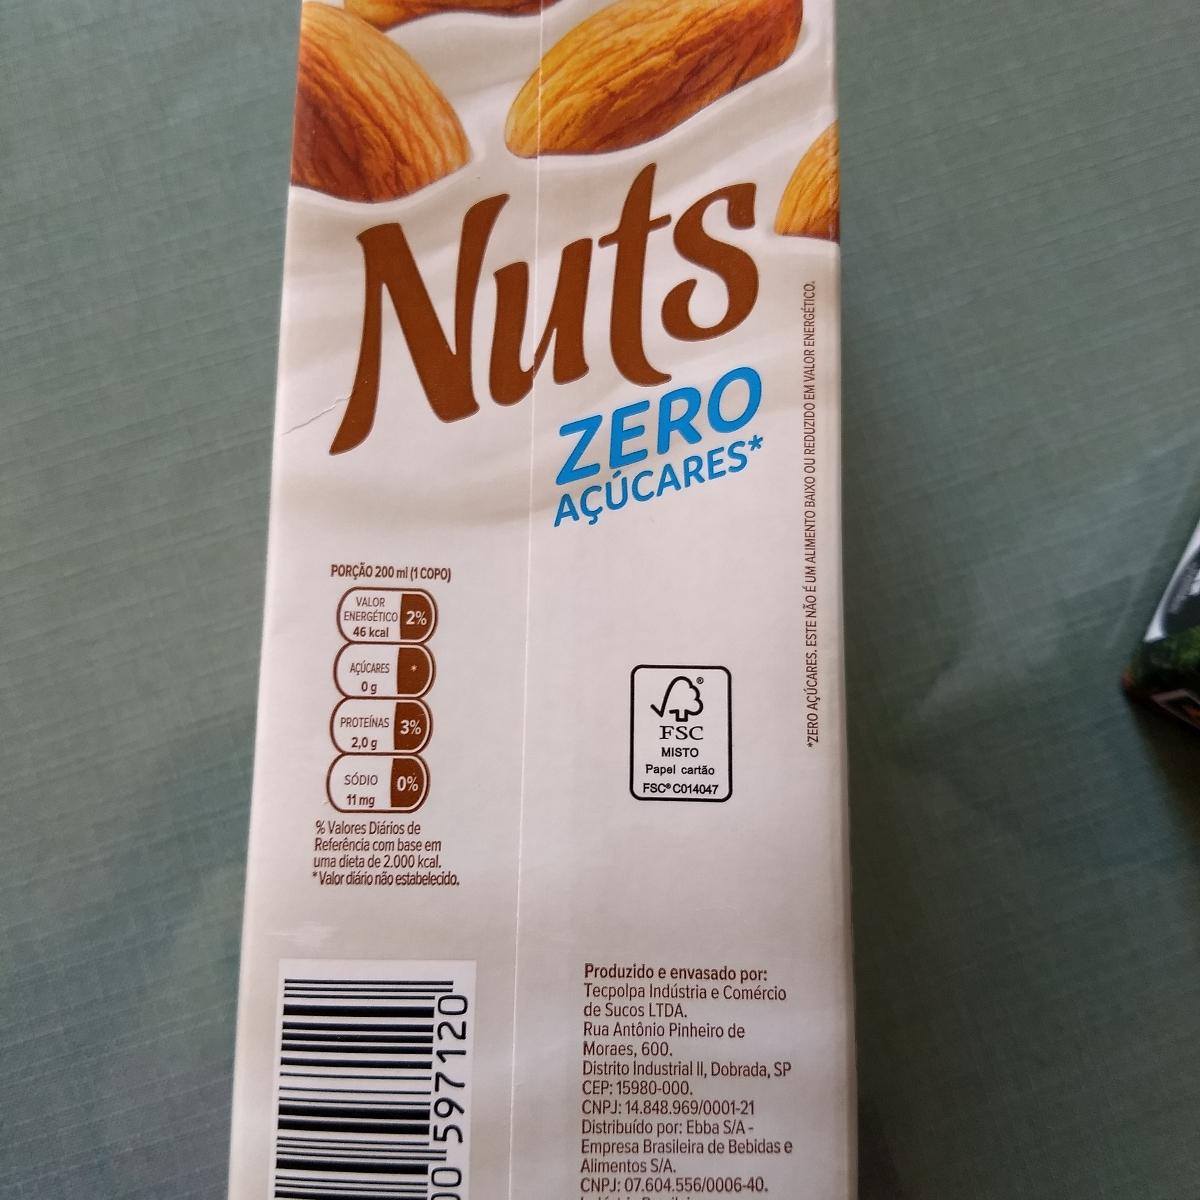 Nuts
ZERO
AÇÚCARES*
*ZERO AÇÚCARES. ESTE NÃO É UM ALIMENTO BAIXO OU REDUZIDO EM VALOR ENERGÉTICO.
PORÇÃO 200 ml (1 COPO)
VALOR
ENERGÉTICO 2%
46 kcal
AÇÚCARES *
0 g
PROTEÍNAS 3%
2,0 g
SÓDIO 0%
11 mg
% Valores Diários de
Referência com base em
uma dieta de 2.000 kcal.
*Valor diário não estabelecido.
®
FSC
MISTO
Papel cartão
FSC® C014047
597120
Produzido e envasado por:
Tecpolpa Indústria e Comércio
de Sucos LTDA.
Rua Antônio Pinheiro de
Moraes, 600.
Distrito Industrial II, Dobrada, SP
CEP: 15980-000.
CNPJ: 14.848.969/0001-21
Distribuído por: Ebba S/A -
Empresa Brasileira de Bebidas e
Alimentos S/A.
CNPJ: 07.604.556/0006-40.